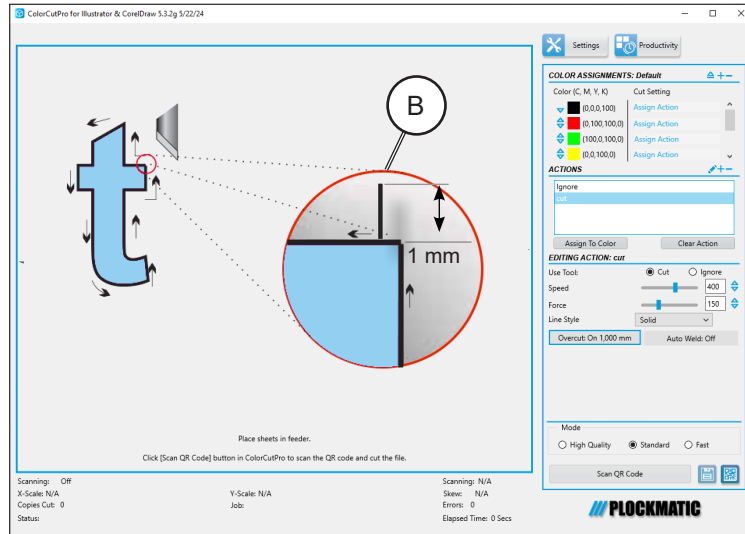 ColorCutPro for Illustrator & CorelDraw 5.3.2g 5/22/24
Settings
Productivity
COLOR ASSIGNMENTS: Default
Color (C, M, Y, K) Cut Setting
(0,0,0,100) Assign Action
(0,100,100,0) Assign Action
(100,0,100,0) Assign Action
(0,0,100,0) Assign Action
ACTIONS
Ignore
cut
Assign To Color Clear Action
EDITING ACTION: cut
Use Tool: Cut Ignore
Speed 400
Force 150
Line Style Solid
Overcut: On 1,000 mm Auto Weld: Off
Mode
High Quality Standard Fast
Scan QR Code
PLOCKMATIC
B
1 mm
Place sheets in feeder.
Click [Scan QR Code] button in ColorCutPro to scan the QR code and cut the file.
Scanning: Off Scanning: N/A
X-Scale: N/A Y-Scale: N/A Skew: N/A
Copies Cut: 0 Job: Errors: 0
Status: Elapsed Time: 0 Secs